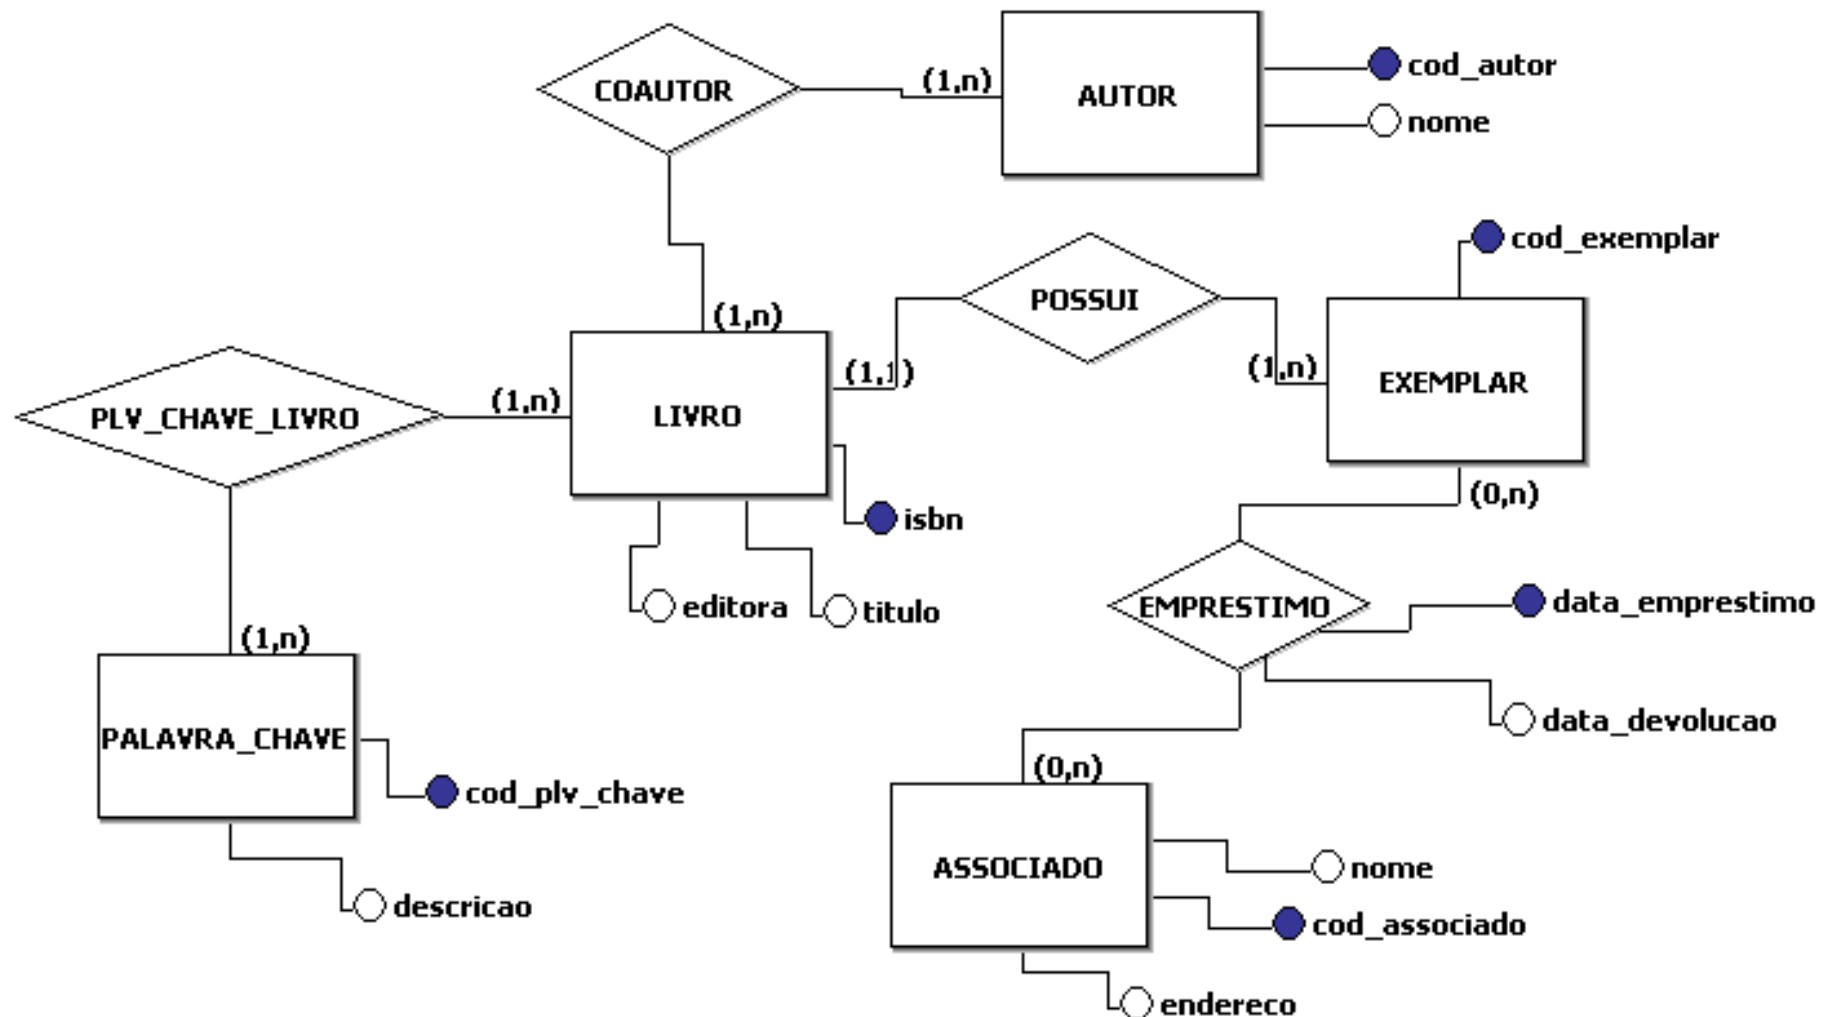 COAUTOR
(1,n)
AUTOR
cod_autor
nome
cod_exemplar
POSSUI
(1,n)
(1,1)
(1,n)
EXEMPLAR
PLV_CHAVE_LIVRO
(1,n)
LIVRO
isbn
(0,n)
editora
titulo
EMPRESTIMO
data_emprestimo
(1,n)
PALAVRA_CHAVE
data_devolucao
cod_plv_chave
(0,n)
ASSOCIADO
nome
descricao
cod_associado
endereco